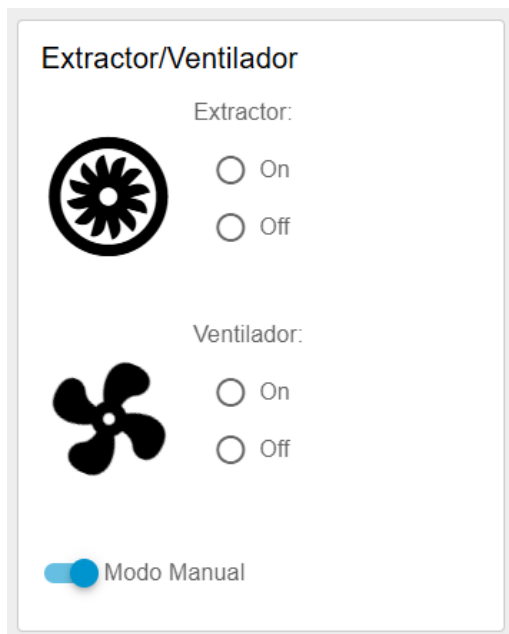 Extractor/Ventilador
Extractor:
On
Off
Ventilador:
On
Off
Modo Manual